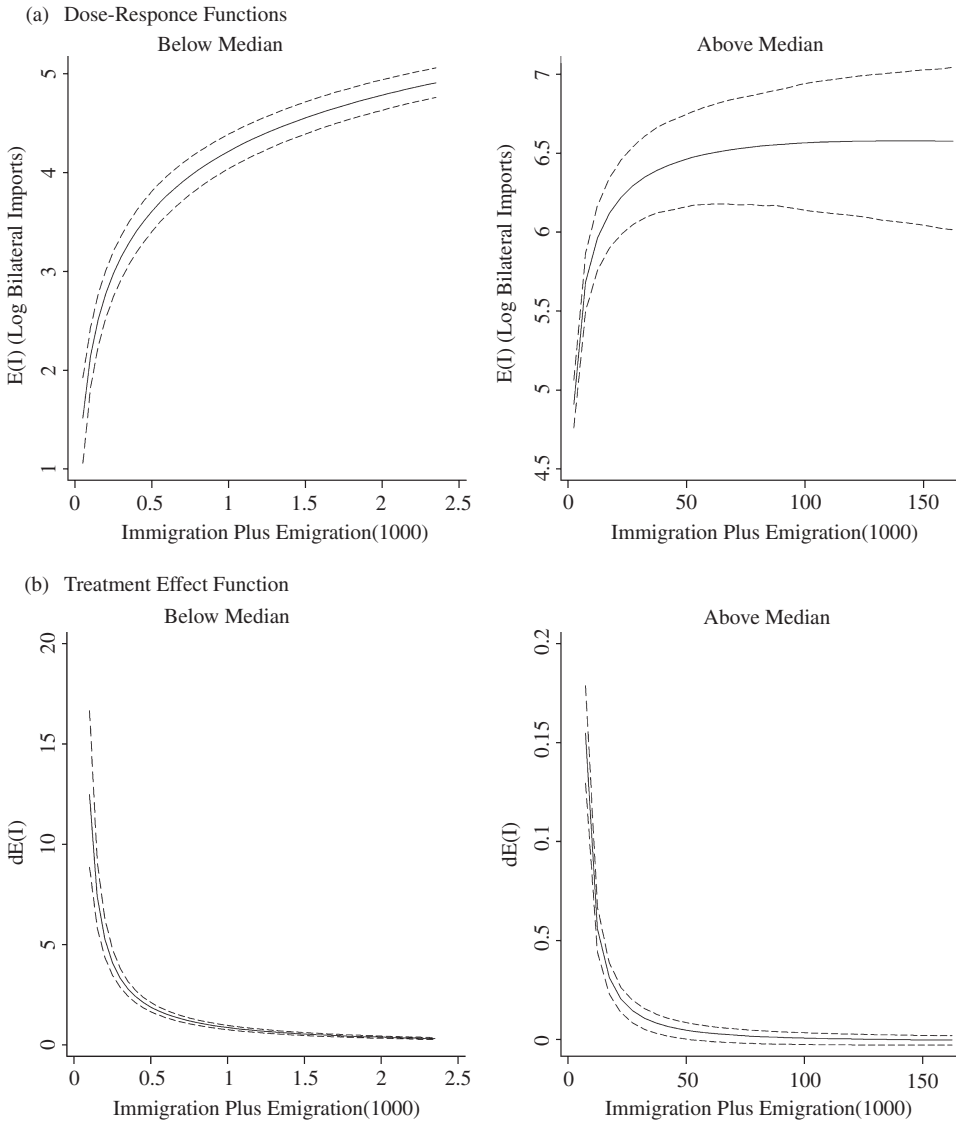 (a) Dose-Responce Functions
Below Median
Above Median
E(I) (Log Bilateral Imports)
5
4
3
2
1
0
0.5
1
1.5
2
2.5
Immigration Plus Emigration(1000)
E(I) (Log Bilateral Imports)
7
6.5
6
5.5
5
4.5
0
50
100
150
Immigration Plus Emigration(1000)
(b) Treatment Effect Function
Below Median
Above Median
dE(I)
20
15
10
5
0
0
0.5
1
1.5
2
2.5
Immigration Plus Emigration(1000)
dE(I)
0.2
0.15
0.1
0.5
0
0
50
100
150
Immigration Plus Emigration(1000)